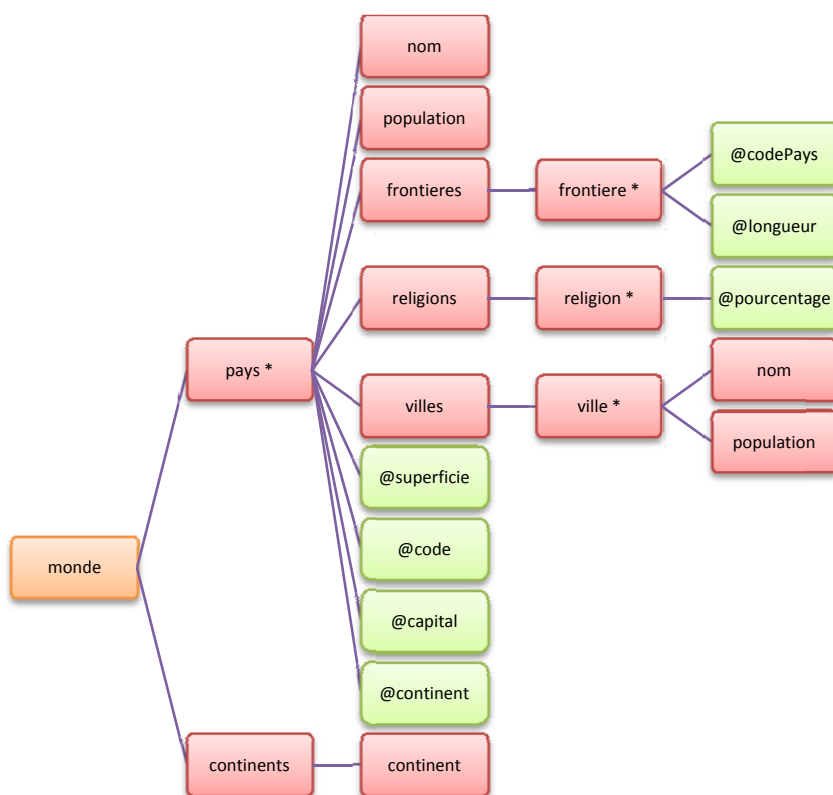 nom
population
@codePays
frontieres
frontiere *
@longueur
religions
religion *
@pourcentage
pays *
nom
villes
ville *
population
@superficie
@code
monde
@capital
@continent
continents
continent